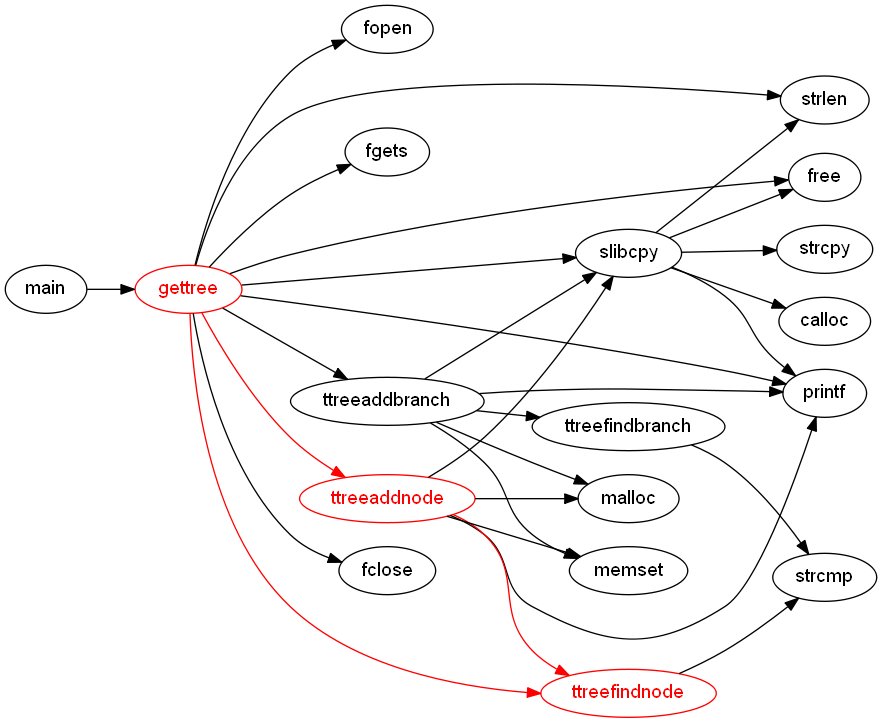 fopen
strlen
fgets
free
slibcpy
strcpy
main
gettree
calloc
printf
ttreeaddbranch
ttreefindbranch
ttreeaddnode
malloc
fclose
memset
strcmp
ttreefindnode